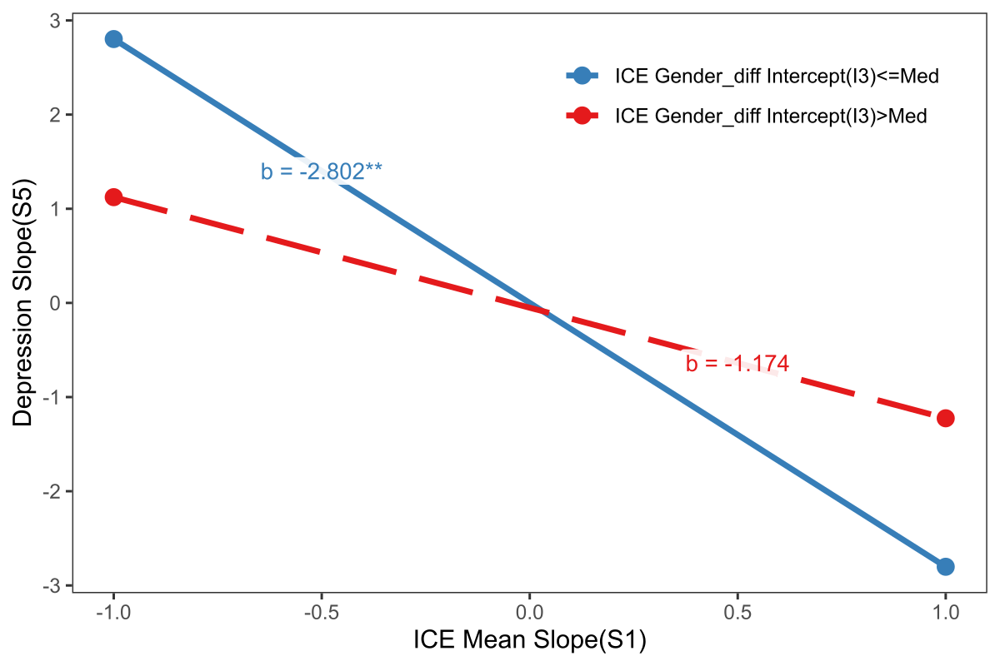 3
2
1
0
-1
-2
-3
Depression Slope(S5)
ICE Gender_diff Intercept(I3)<=Med
ICE Gender_diff Intercept(I3)>Med
b = -2.802**
b = -1.174
-1.0 -0.5 0.0 0.5 1.0
ICE Mean Slope(S1)